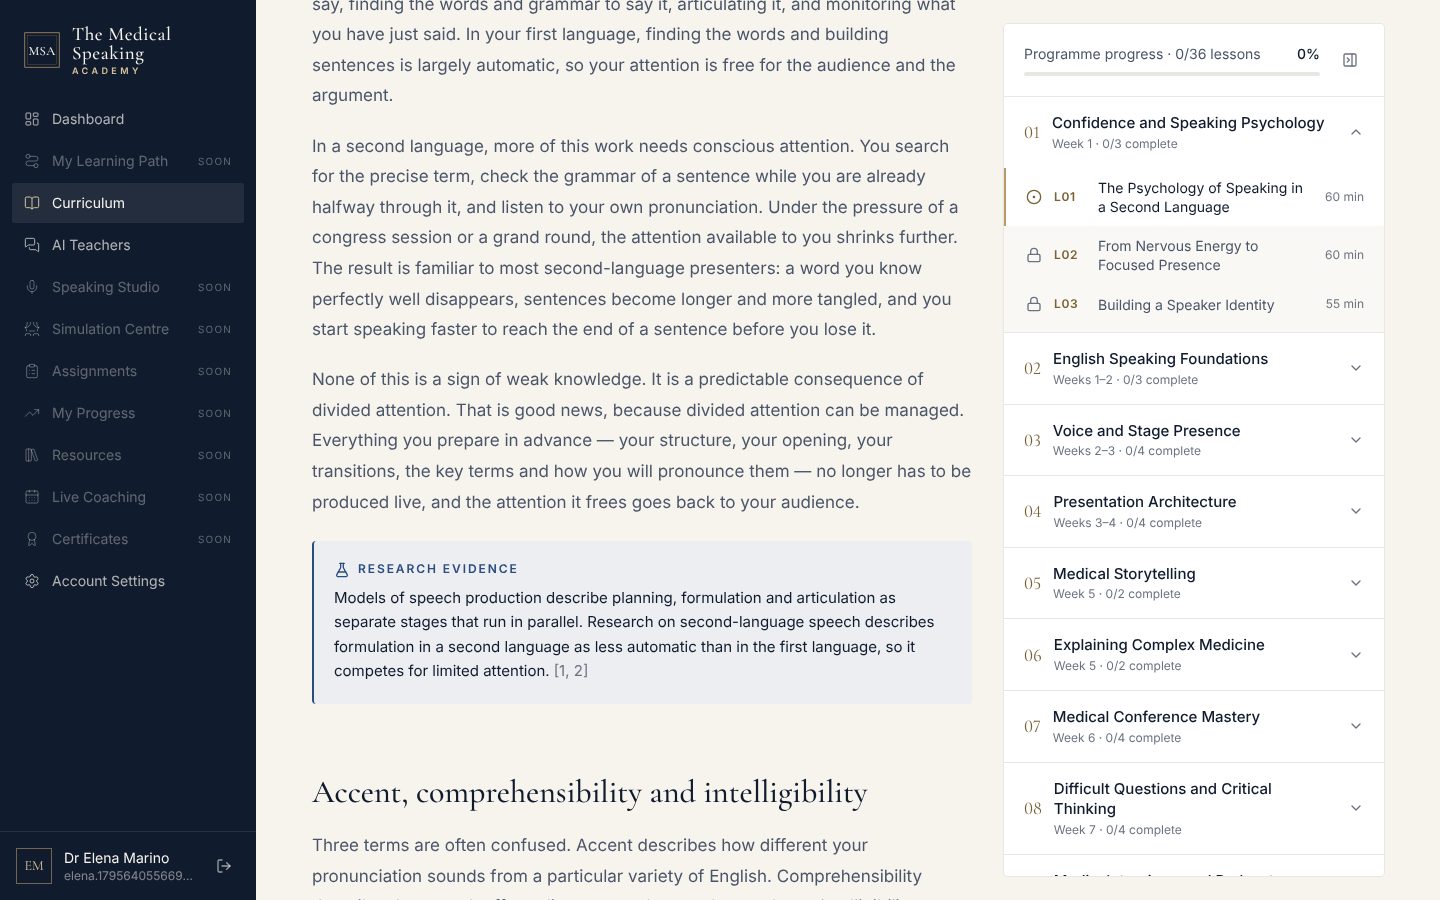 MSA
The Medical
Speaking
ACADEMY
Dashboard
My Learning Path SOON
Curriculum
AI Teachers
Speaking Studio SOON
Simulation Centre SOON
Assignments SOON
My Progress SOON
Resources SOON
Live Coaching SOON
Certificates SOON
Account Settings
EM
Dr Elena Marino
elena.179564055669...
say, finding the words and grammar to say it, articulating it, and monitoring what
you have just said. In your first language, finding the words and building
sentences is largely automatic, so your attention is free for the audience and the
argument.
In a second language, more of this work needs conscious attention. You search
for the precise term, check the grammar of a sentence while you are already
halfway through it, and listen to your own pronunciation. Under the pressure of a
congress session or a grand round, the attention available to you shrinks further.
The result is familiar to most second-language presenters: a word you know
perfectly well disappears, sentences become longer and more tangled, and you
start speaking faster to reach the end of a sentence before you lose it.
None of this is a sign of weak knowledge. It is a predictable consequence of
divided attention. That is good news, because divided attention can be managed.
Everything you prepare in advance — your structure, your opening, your
transitions, the key terms and how you will pronounce them — no longer has to be
produced live, and the attention it frees goes back to your audience.
RESEARCH EVIDENCE
Models of speech production describe planning, formulation and articulation as
separate stages that run in parallel. Research on second-language speech describes
formulation in a second language as less automatic than in the first language, so it
competes for limited attention. [1, 2]
Accent, comprehensibility and intelligibility
Three terms are often confused. Accent describes how different your
pronunciation sounds from a particular variety of English. Comprehensibility
Programme progress · 0/36 lessons 0%
01 Confidence and Speaking Psychology
Week 1 · 0/3 complete
L01 The Psychology of Speaking in 60 min
a Second Language
L02 From Nervous Energy to 60 min
Focused Presence
L03 Building a Speaker Identity 55 min
02 English Speaking Foundations
Weeks 1–2 · 0/3 complete
03 Voice and Stage Presence
Weeks 2–3 · 0/4 complete
04 Presentation Architecture
Weeks 3–4 · 0/4 complete
05 Medical Storytelling
Week 5 · 0/2 complete
06 Explaining Complex Medicine
Week 5 · 0/2 complete
07 Medical Conference Mastery
Week 6 · 0/4 complete
08 Difficult Questions and Critical
Thinking
Week 7 · 0/4 complete